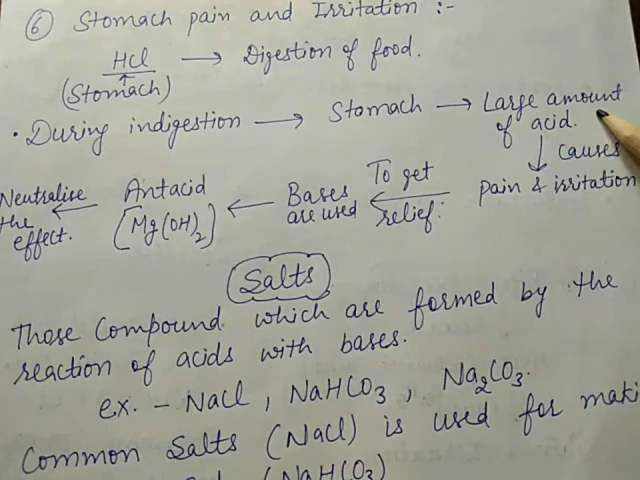 ⑥ Stomach pain and Irritation :-
HCl → Digestion of food.
(Stomach)
• During indigestion → Stomach → Large amount
of acid.
↓ causes
pain & irritation
To get
relief:
← Bases
are used
← Antacid
[Mg(OH)₂]
← Neutralise
the
effect.
Salts
Those Compound which are formed by the
reaction of acids with bases.
ex. - NaCl, NaHCO₃, Na₂CO₃.
Common Salts (NaCl) is used for maki
(NaHCO₃)